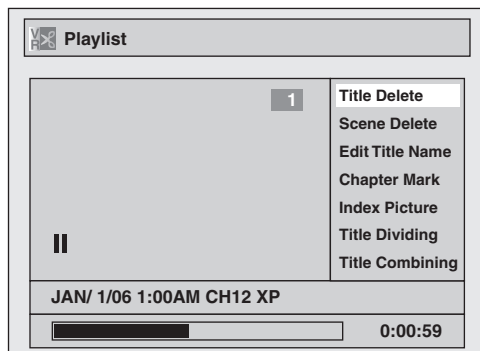 VR Playlist
1
Title Delete
Scene Delete
Edit Title Name
Chapter Mark
Index Picture
Title Dividing
Title Combining
JAN/ 1/06 1:00AM CH12 XP
0:00:59